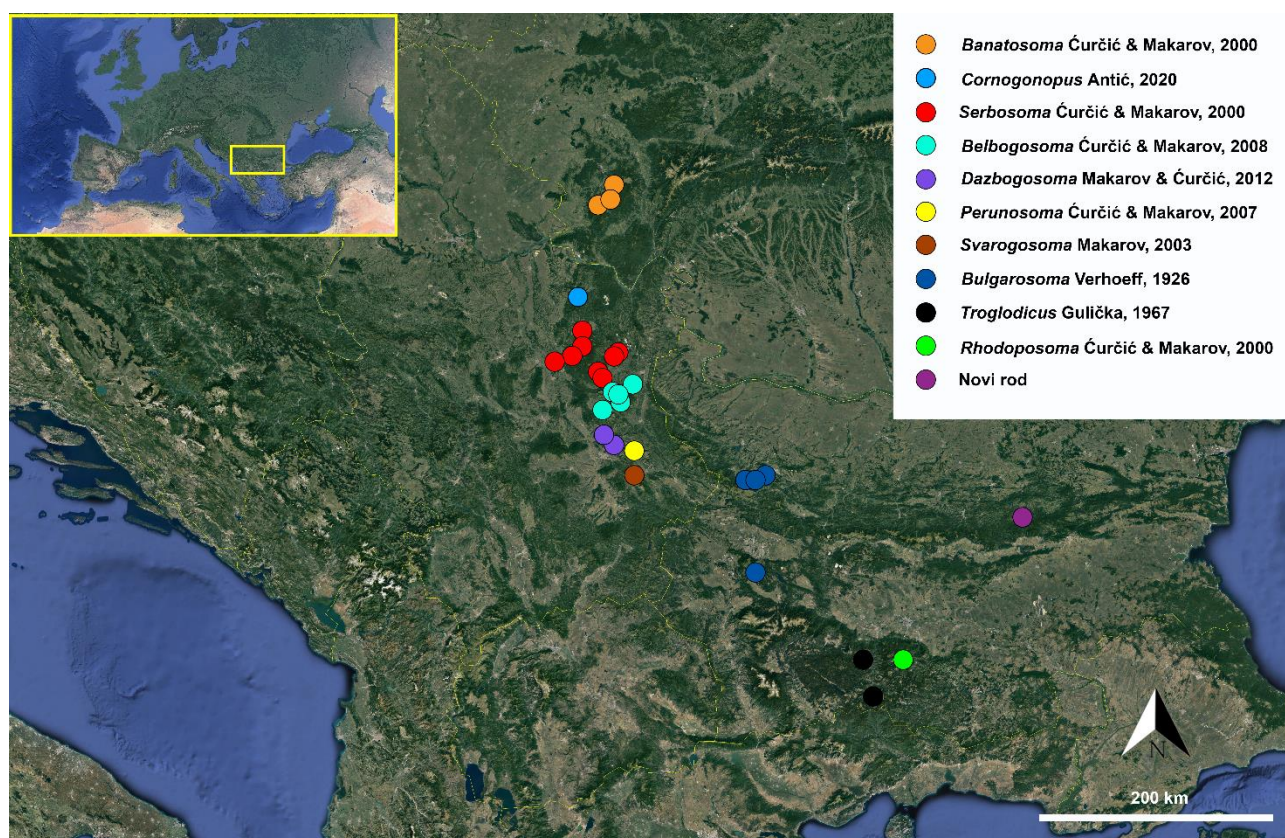 Banatosoma Ćurčić & Makarov, 2000
Cornogonopus Antić, 2020
Serbosoma Ćurčić & Makarov, 2000
Belbogosoma Ćurčić & Makarov, 2008
Dazbogosoma Makarov & Ćurčić, 2012
Perunosoma Ćurčić & Makarov, 2007
Svarogosoma Makarov, 2003
Bulgarosoma Verhoeff, 1926
Troglodicus Gulička, 1967
Rhodoposoma Ćurčić & Makarov, 2000
Novi rod
N
200 km